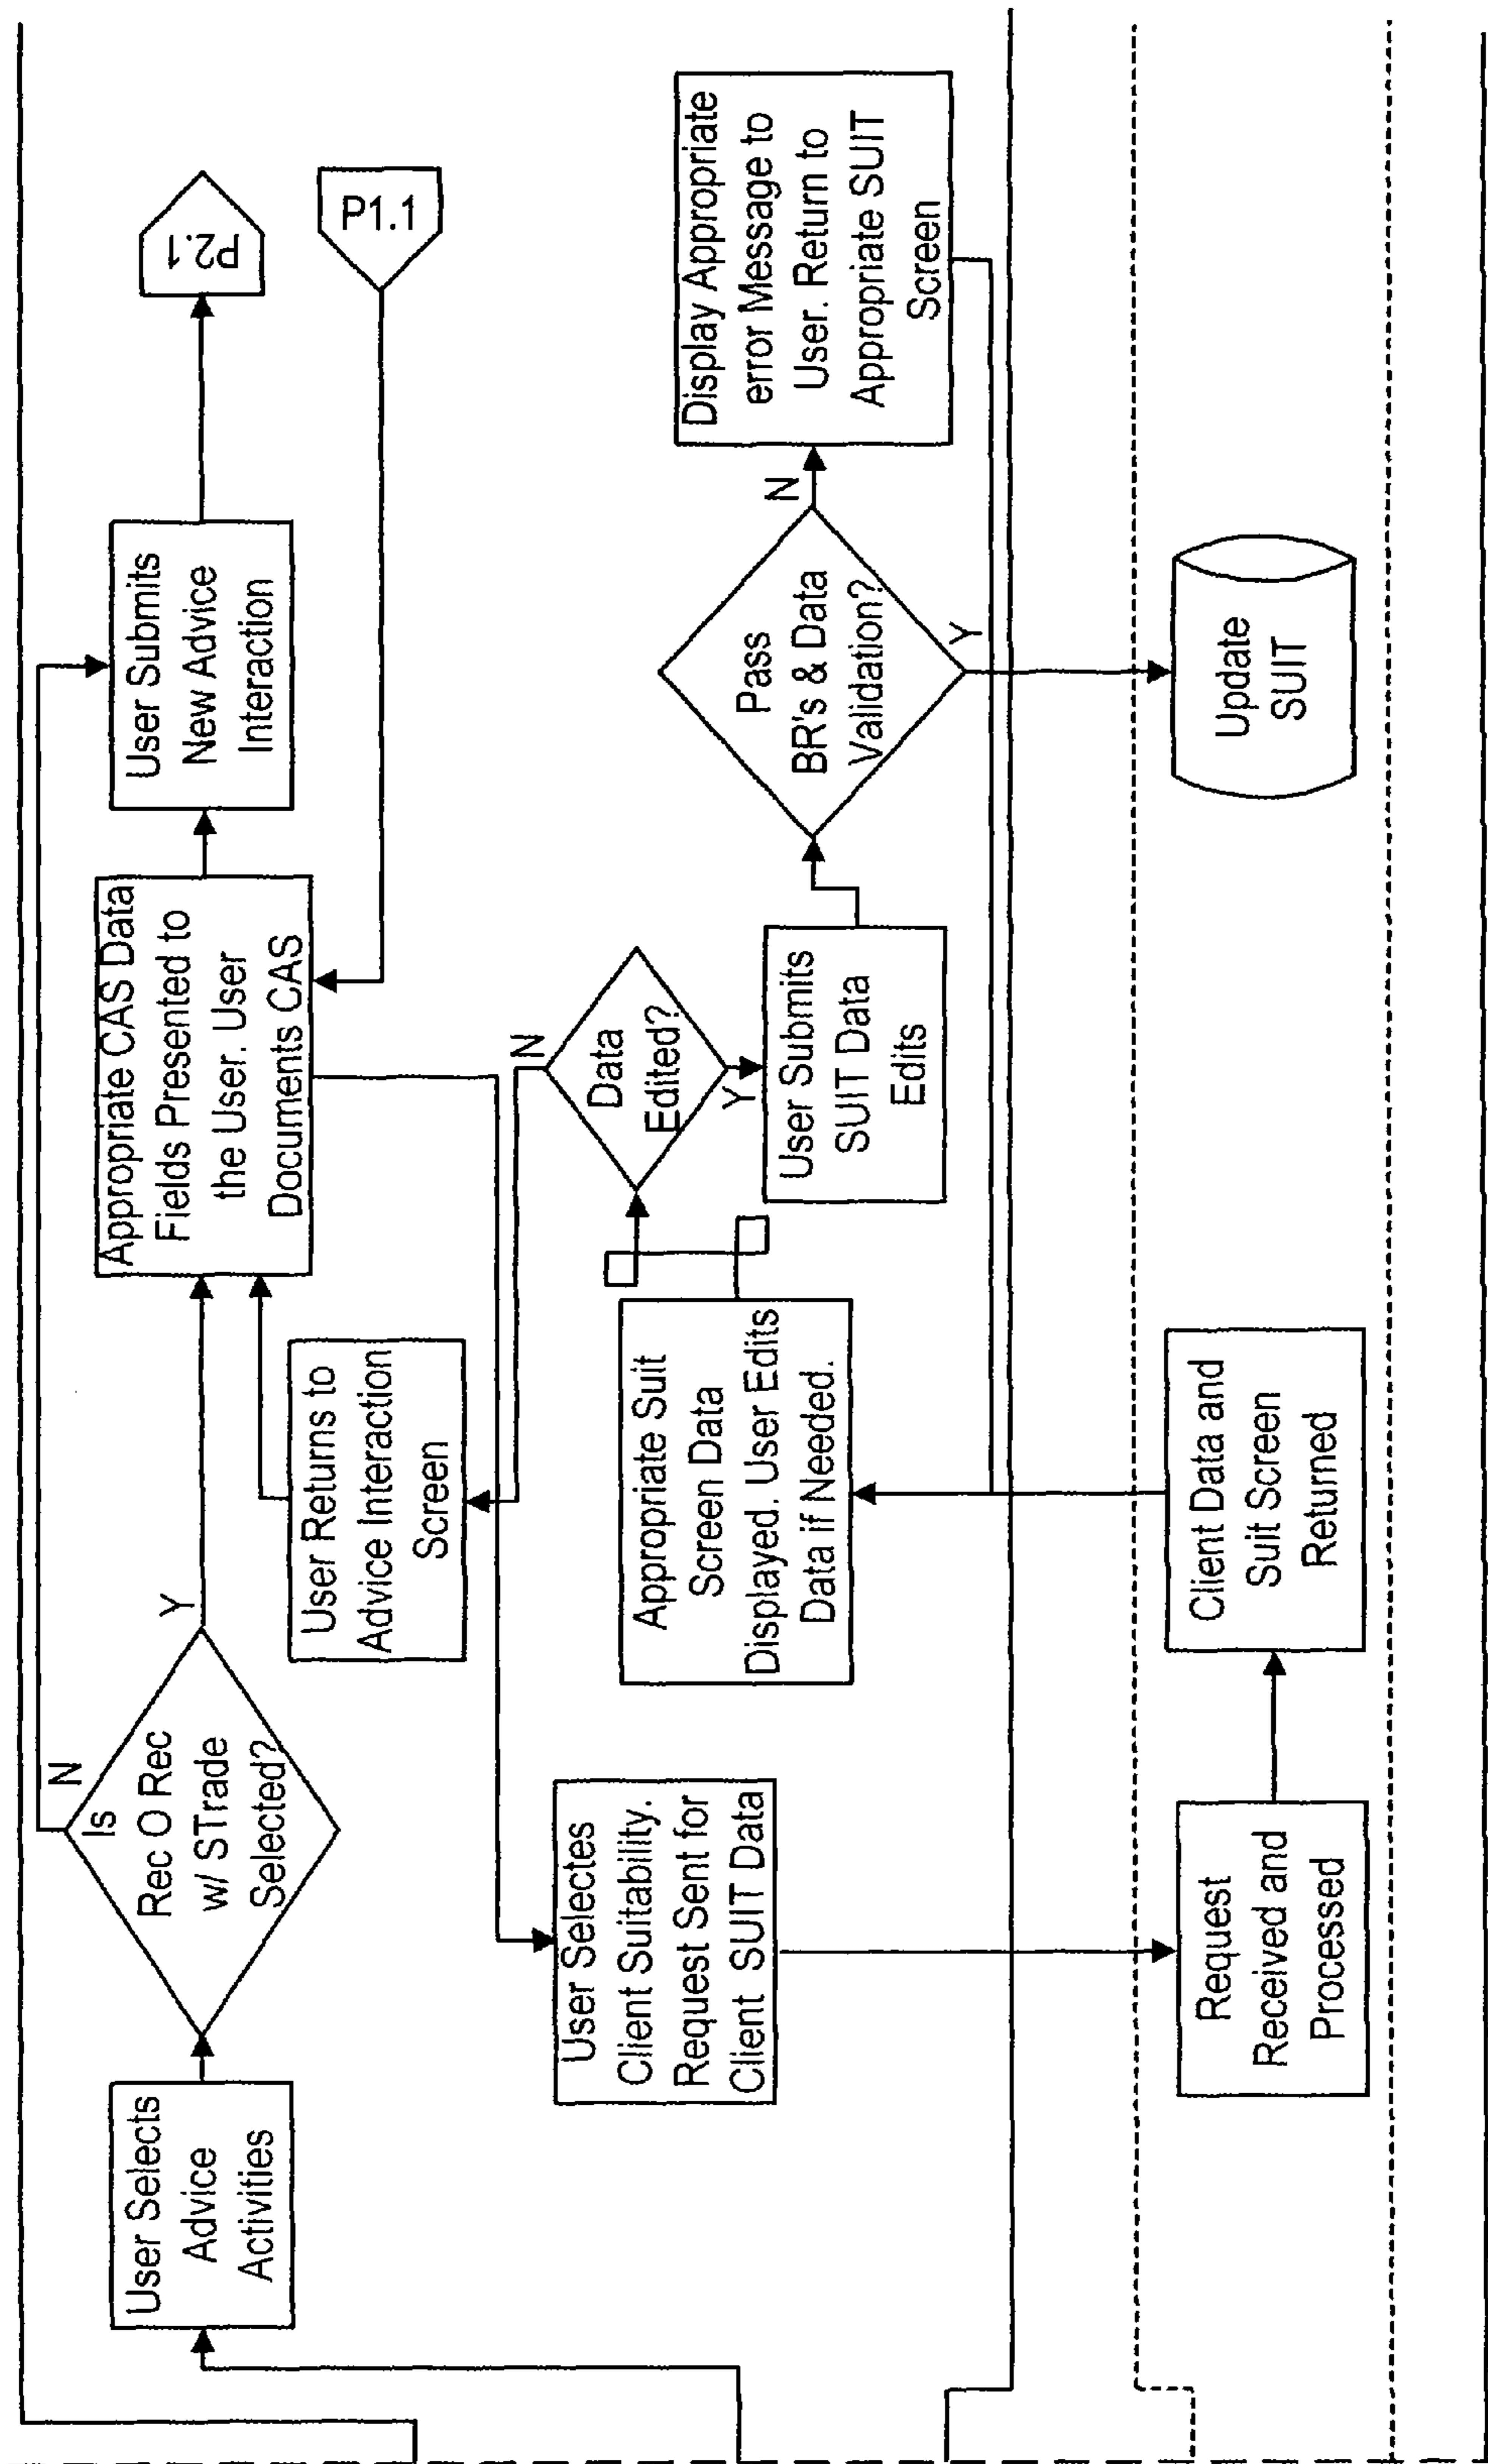 User Selects
Advice
Activities
Is
Rec O Rec
w/ STrade
Selected?
N
Y
Appropriate CAS Data
Fields Presented to
the User. User
Documents CAS
User Submits
New Advice
Interaction
P2.1
P1.1
User Returns to
Advice Interaction
Screen
User Selectes
Client Suitability.
Request Sent for
Client SUIT Data
Appropriate Suit
Screen Data
Displayed. User Edits
Data if Needed.
Data
Edited?
N
Y
User Submits
SUIT Data
Edits
Pass
BR's & Data
Validation?
N
Y
Display Appropriate
error Message to
User. Return to
Appropriate SUIT
Screen
Request
Received and
Processed
Client Data and
Suit Screen
Returned
Update
SUIT